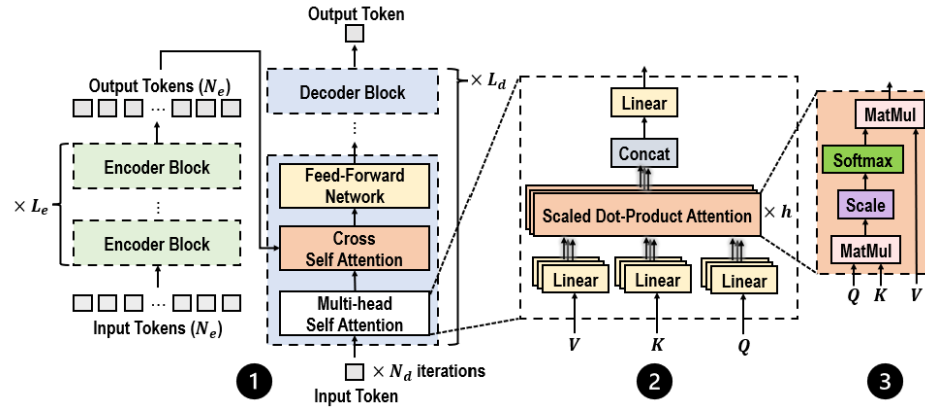 Output Token
Output Tokens (Nₑ)
...
Encoder Block
...
Encoder Block
× Lₑ
...
Input Tokens (Nₑ)
Decoder Block
...
Feed-Forward
Network
Cross
Self Attention
Multi-head
Self Attention
× L_d
× N_d iterations
Input Token
1
Linear
Concat
Scaled Dot-Product Attention
× h
Linear
Linear
Linear
V
K
Q
2
MatMul
Softmax
Scale
MatMul
Q
K
V
3